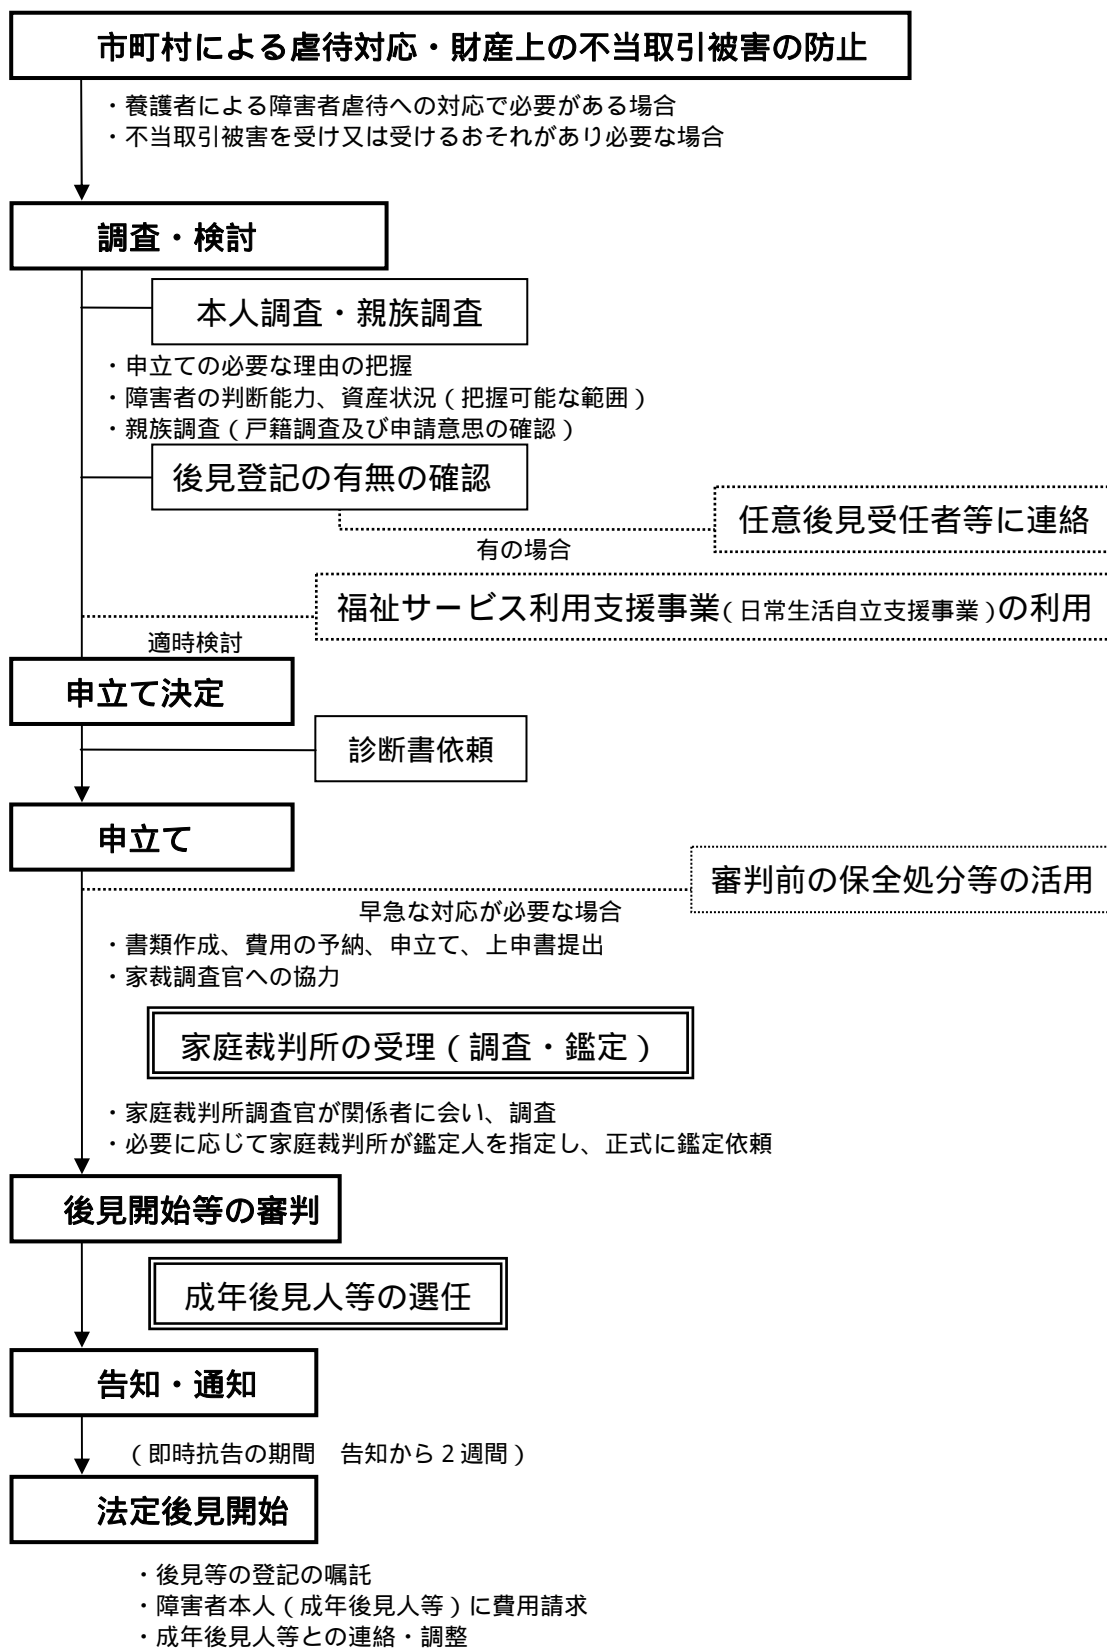 市町村による虐待対応・財産上の不当取引被害の防止
・養護者による障害者虐待への対応で必要がある場合
・不当取引被害を受け又は受けるおそれがあり必要な場合
調査・検討
本人調査・親族調査
・申立ての必要な理由の把握
・障害者の判断能力、資産状況（把握可能な範囲）
・親族調査（戸籍調査及び申請意思の確認）
後見登記の有無の確認
任意後見受任者等に連絡
有の場合
福祉サービス利用支援事業（日常生活自立支援事業）の利用
適時検討
申立て決定
診断書依頼
申立て
審判前の保全処分等の活用
早急な対応が必要な場合
・書類作成、費用の予納、申立て、上申書提出
・家裁調査官への協力
家庭裁判所の受理（調査・鑑定）
・家庭裁判所調査官が関係者に会い、調査
・必要に応じて家庭裁判所が鑑定人を指定し、正式に鑑定依頼
後見開始等の審判
成年後見人等の選任
告知・通知
（即時抗告の期間　告知から２週間）
法定後見開始
・後見等の登記の嘱託
・障害者本人（成年後見人等）に費用請求
・成年後見人等との連絡・調整